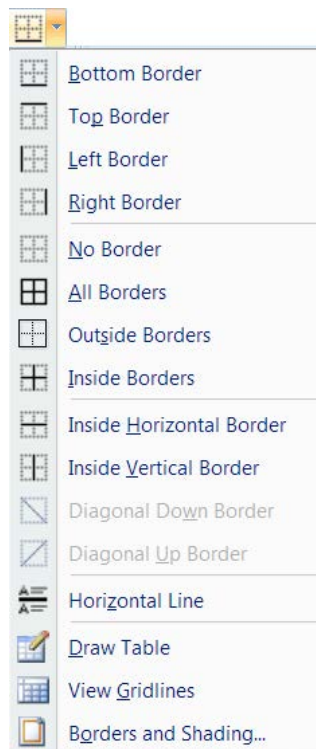 Bottom Border
Top Border
Left Border
Right Border
No Border
All Borders
Outside Borders
Inside Borders
Inside Horizontal Border
Inside Vertical Border
Diagonal Down Border
Diagonal Up Border
Horizontal Line
Draw Table
View Gridlines
Borders and Shading...